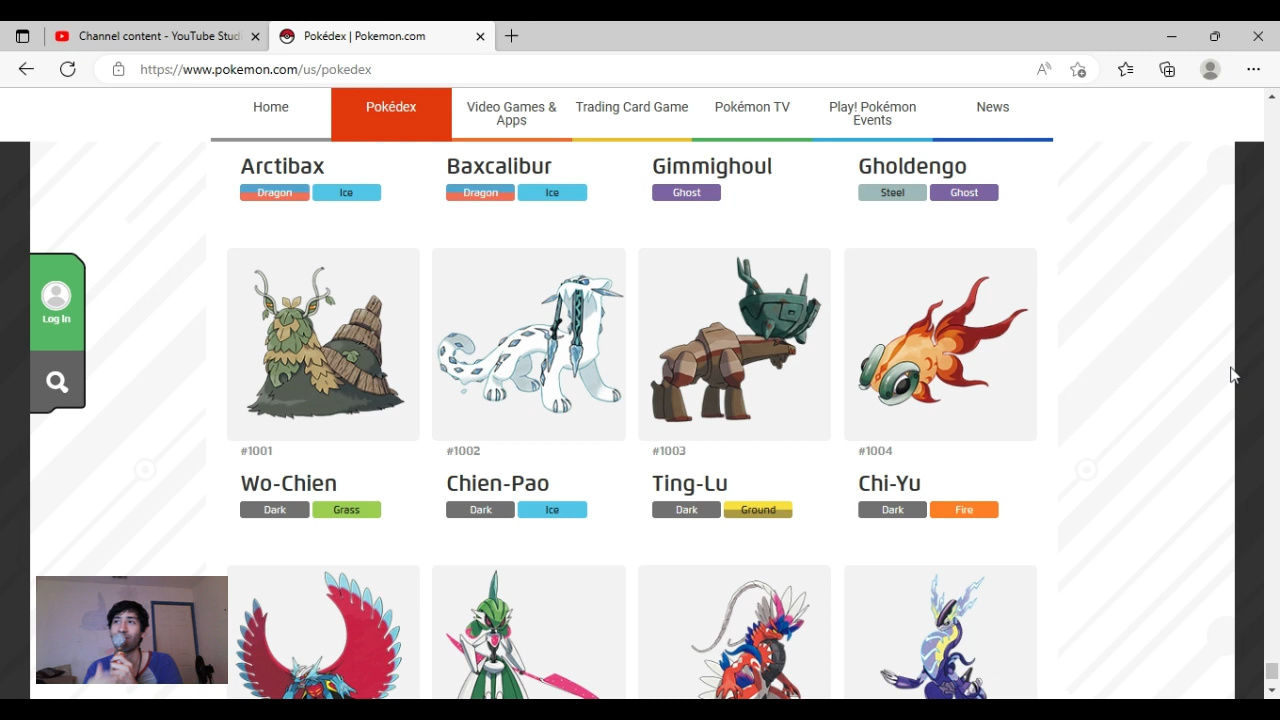 Channel content - YouTube Stud
Pokédex | Pokemon.com
https://www.pokemon.com/us/pokedex
Home
Pokédex
Video Games &
Apps
Trading Card Game
Pokémon TV
Play! Pokémon
Events
News
Arctibax
Baxcalibur
Gimmighoul
Gholdengo
Dragon Ice
Dragon Ice
Ghost
Steel Ghost
Log In
#1001
#1002
#1003
#1004
Wo-Chien
Chien-Pao
Ting-Lu
Chi-Yu
Dark Grass
Dark Ice
Dark Ground
Dark Fire